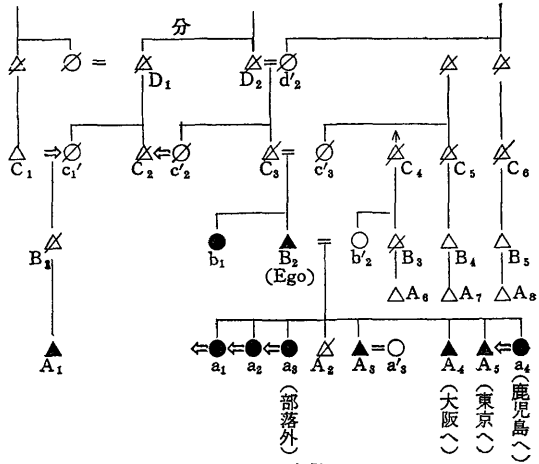 分
D₁ D₂ d'₂
C₁ c₁' C₂ c'₂ C₃ c'₃ C₄ C₅ C₆
b₁ B₂ b'₂ B₃ B₄ B₅
(Ego)
A₆ A₇ A₈
A₁ a₁ a₂ a₃ A₂ A₃ a'₃ A₄ A₅ a₄
(部落外)
(大阪へ)
(東京へ)
(鹿児島へ)